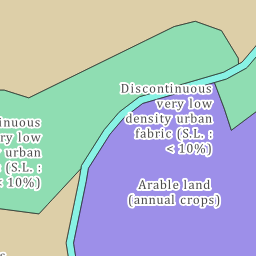 Discontinuous
very low
density urban
fabric (S.L. :
< 10%)
inuous
ry low
urban
(S.L. :
< 10%)
Arable land
(annual crops)